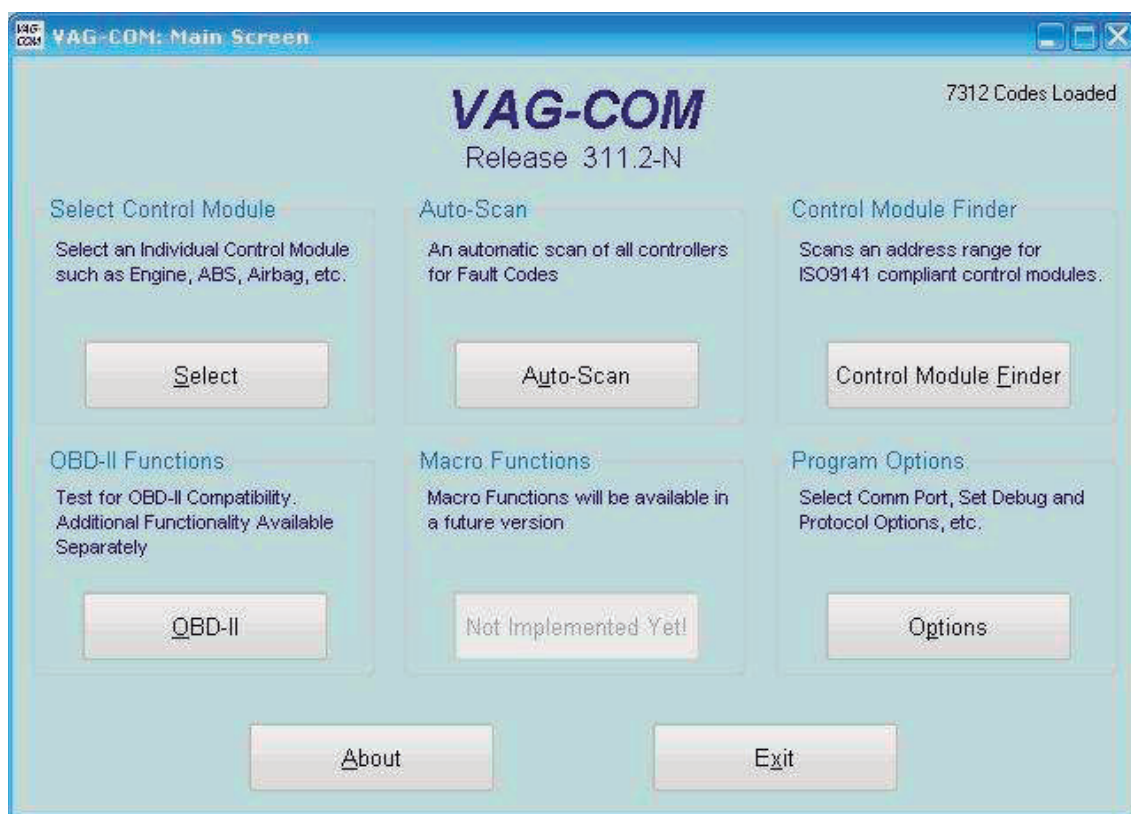 VAG-
COM
VAG-COM: Main Screen
VAG-COM
7312 Codes Loaded
Release 311.2-N
Select Control Module
Select an Individual Control Module
such as Engine, ABS, Airbag, etc.
Select
Auto-Scan
An automatic scan of all controllers
for Fault Codes
Auto-Scan
Control Module Finder
Scans an address range for
ISO9141 compliant control modules.
Control Module Finder
OBD-II Functions
Test for OBD-II Compatibility.
Additional Functionality Available
Separately
OBD-II
Macro Functions
Macro Functions will be available in
a future version
Not Implemented Yet!
Program Options
Select Comm Port, Set Debug and
Protocol Options, etc.
Options
About
Exit